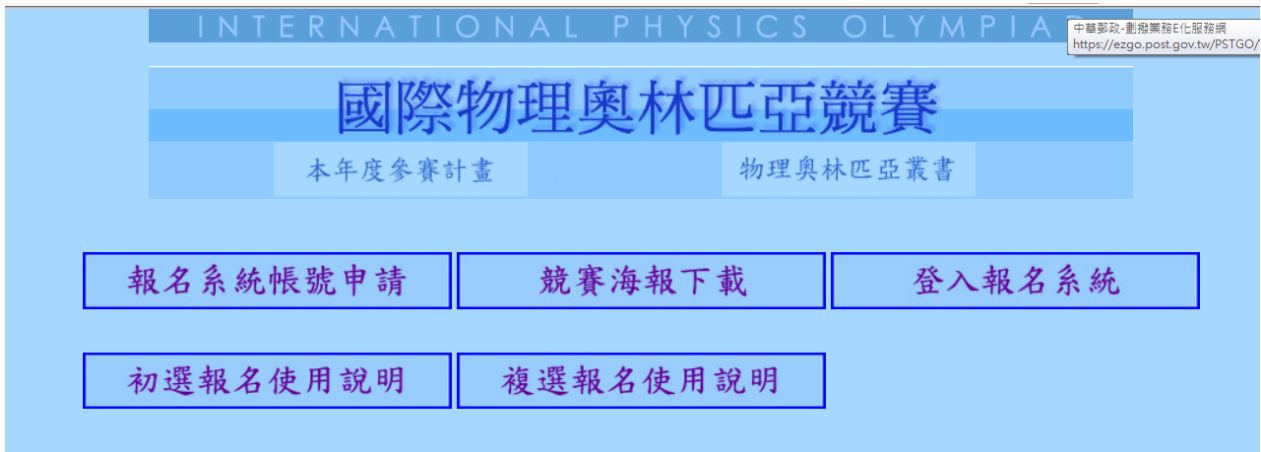 INTERNATIONAL PHYSICS OLYMPIAD
中華郵政-劃撥業務E化服務網
https://ezgo.post.gov.tw/PSTGO/
國際物理奧林匹亞競賽
本年度參賽計畫 物理奧林匹亞叢書
報名系統帳號申請 競賽海報下載 登入報名系統
初選報名使用說明 複選報名使用說明